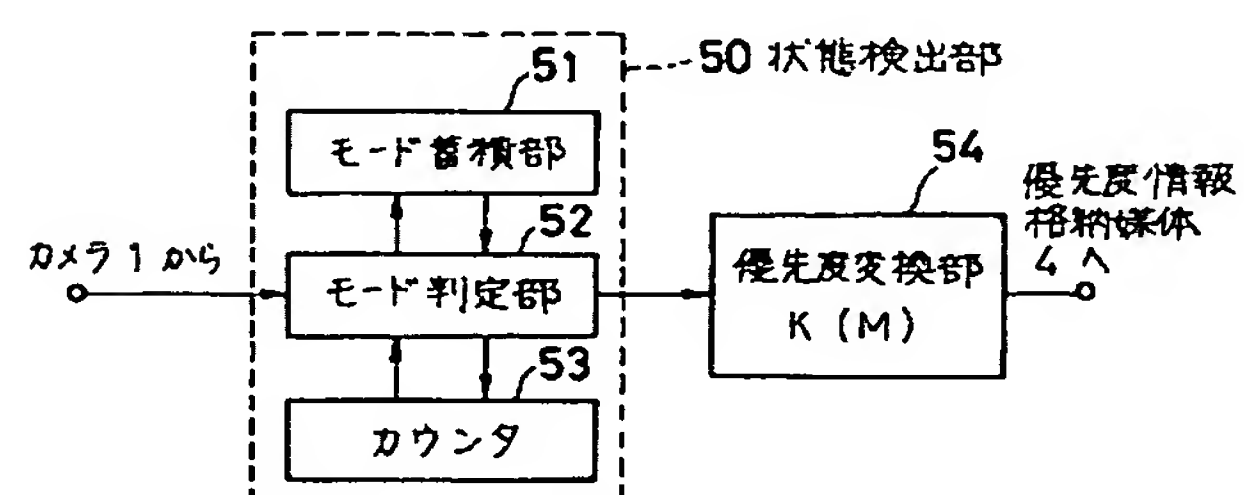 50 状態検出部
51
モード蓄積部
54
優先度情報
格納媒体
4へ
52
カメラ1から
モード判定部
優先度変換部
K (M)
53
カウンタ